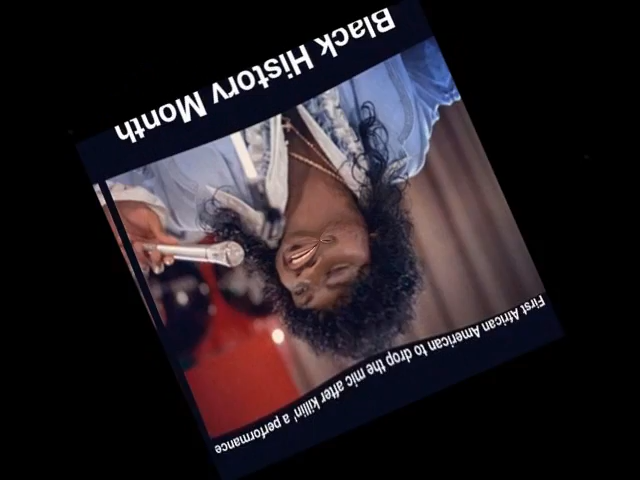 First African American to drop the mic after killin' a performance
Black History Month